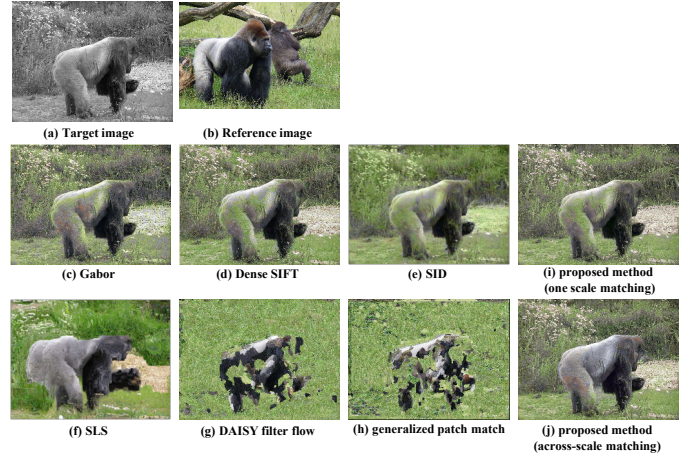 (a) Target image
(b) Reference image
(c) Gabor
(d) Dense SIFT
(e) SID
(i) proposed method
(one scale matching)
(f) SLS
(g) DAISY filter flow
(h) generalized patch match
(j) proposed method
(across-scale matching)